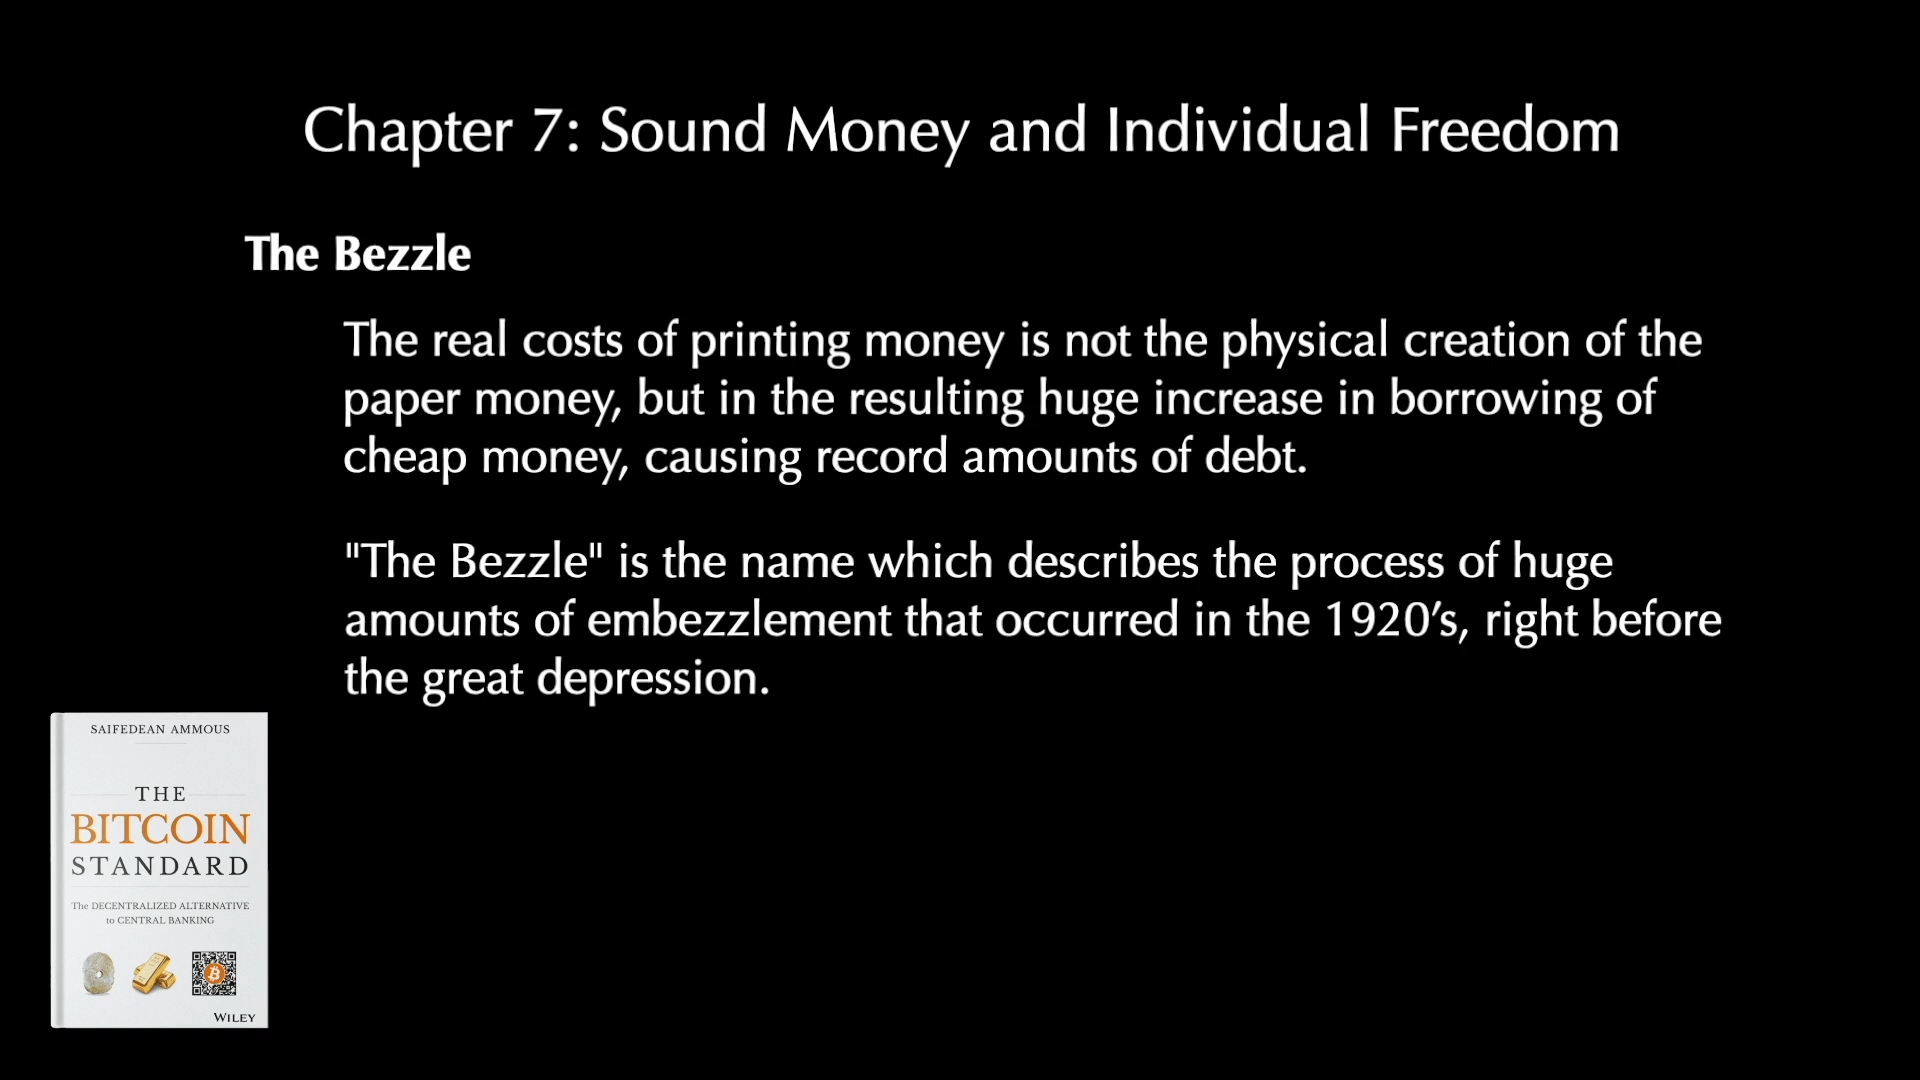 Chapter 7: Sound Money and Individual Freedom
The Bezzle
The real costs of printing money is not the physical creation of the
paper money, but in the resulting huge increase in borrowing of
cheap money, causing record amounts of debt.
"The Bezzle" is the name which describes the process of huge
amounts of embezzlement that occurred in the 1920’s, right before
the great depression.
SAIFEDEAN AMMOUS
THE
BITCOIN
STANDARD
The DECENTRALIZED ALTERNATIVE
to CENTRAL BANKING
WILEY